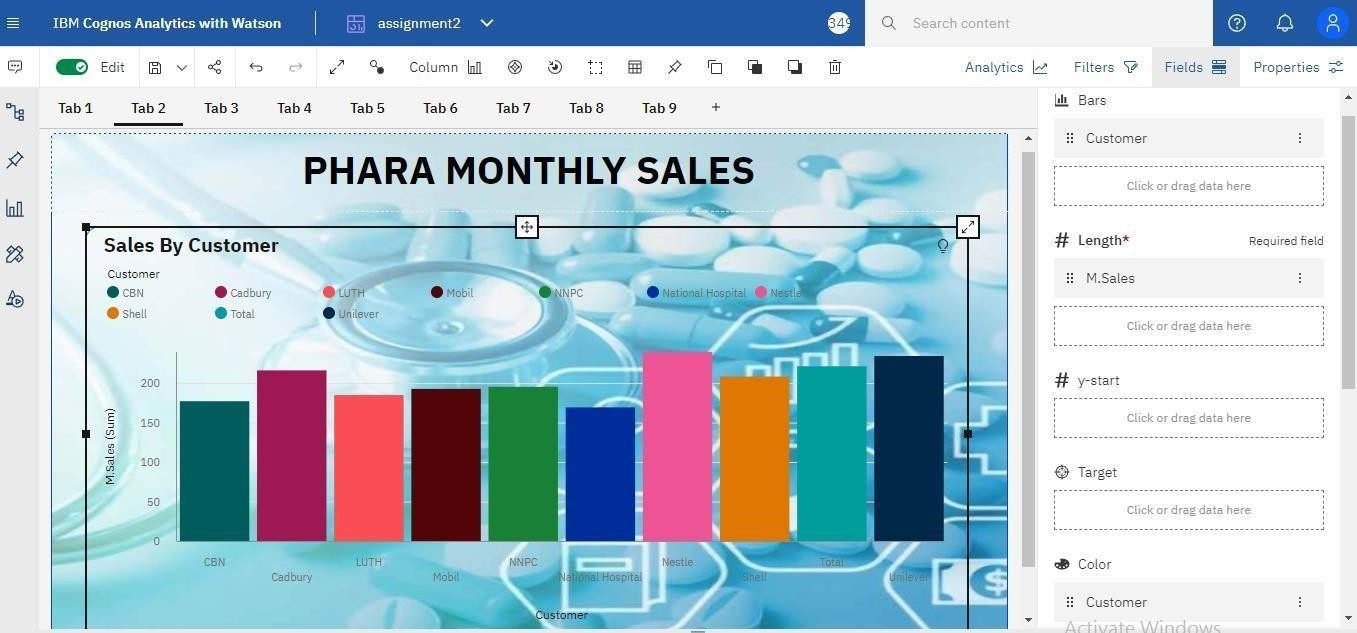 IBM Cognos Analytics with Watson
assignment2
Search content
Edit
Column
Analytics
Filters
Fields
Properties
Tab 1 Tab 2 Tab 3 Tab 4 Tab 5 Tab 6 Tab 7 Tab 8 Tab 9 +
PHARA MONTHLY SALES
Sales By Customer
Customer
CBN Cadbury LUTH Mobil NNPC National Hospital Nestle
Shell Total Unilever
M.Sales (Sum)
200
150
100
50
0
CBN LUTH NNPC Nestle Total
Cadbury Mobil National Hospital Shell Unilever
Customer
Bars
Customer
Click or drag data here
# Length* Required field
M.Sales
Click or drag data here
# y-start
Click or drag data here
Target
Click or drag data here
Color
Customer
Activate Windows